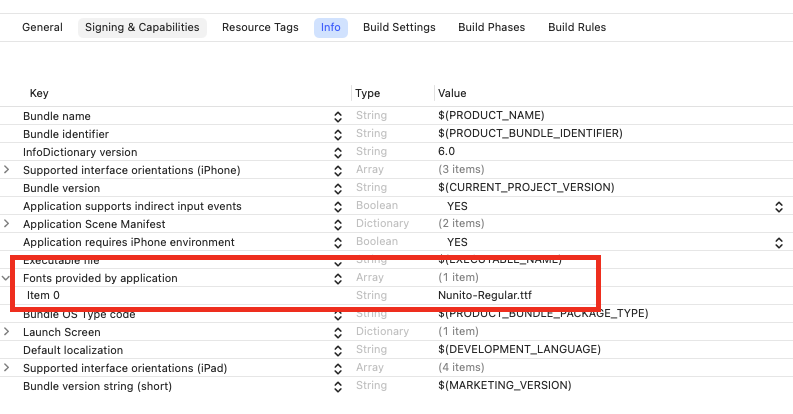 General Signing & Capabilities Resource Tags Info Build Settings Build Phases Build Rules
Key Type Value
Bundle name String $(PRODUCT_NAME)
Bundle identifier String $(PRODUCT_BUNDLE_IDENTIFIER)
InfoDictionary version String 6.0
Supported interface orientations (iPhone) Array (3 items)
Bundle version String $(CURRENT_PROJECT_VERSION)
Application supports indirect input events Boolean YES
Application Scene Manifest Dictionary (2 items)
Application requires iPhone environment Boolean YES
Executable file String $(EXECUTABLE_NAME)
Fonts provided by application Array (1 item)
Item 0 String Nunito-Regular.ttf
Bundle OS Type code String $(PRODUCT_BUNDLE_PACKAGE_TYPE)
Launch Screen Dictionary (1 item)
Default localization String $(DEVELOPMENT_LANGUAGE)
Supported interface orientations (iPad) Array (4 items)
Bundle version string (short) String $(MARKETING_VERSION)